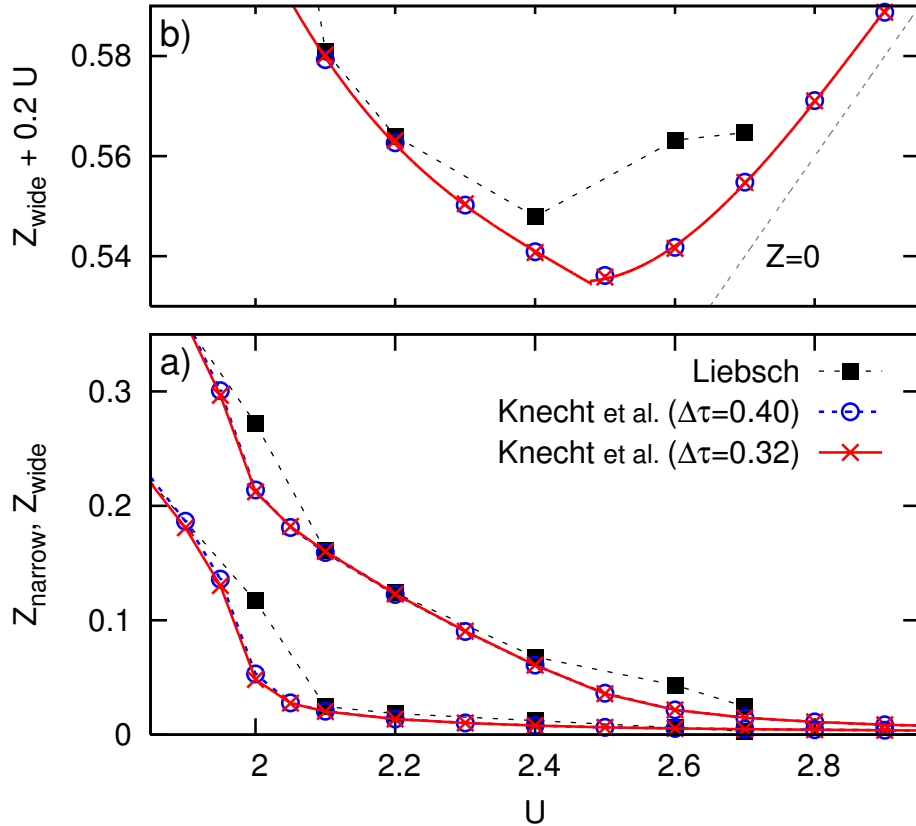 b)
Z_wide + 0.2 U
0.58
0.56
0.54
Z=0
a)
Z_narrow, Z_wide
0.3
0.2
0.1
0
Liebsch
Knecht et al. (Δτ=0.40)
Knecht et al. (Δτ=0.32)
2
2.2
2.4
2.6
2.8
U